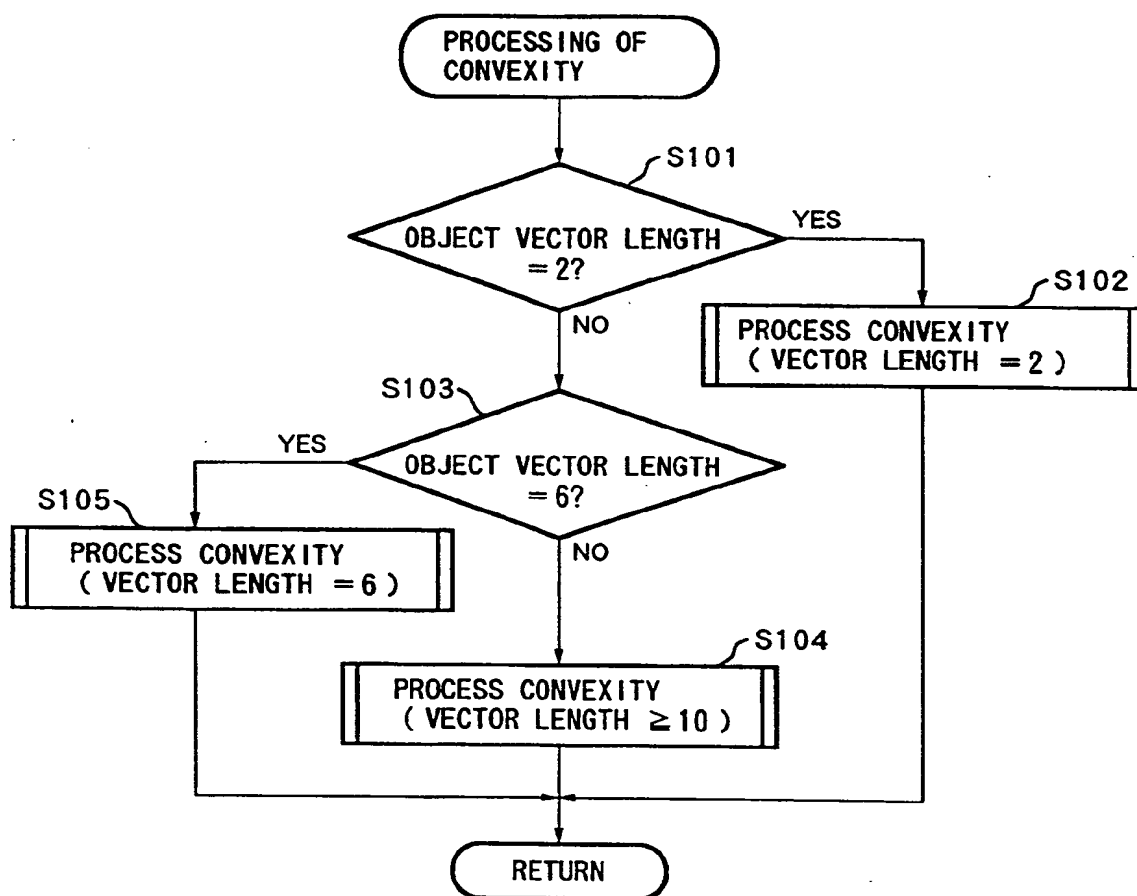 PROCESSING OF
CONVEXITY
S101
OBJECT VECTOR LENGTH
=2?
YES
NO
S102
PROCESS CONVEXITY
(VECTOR LENGTH =2)
S103
OBJECT VECTOR LENGTH
=6?
YES
NO
S105
PROCESS CONVEXITY
(VECTOR LENGTH =6)
S104
PROCESS CONVEXITY
(VECTOR LENGTH ≧10)
RETURN